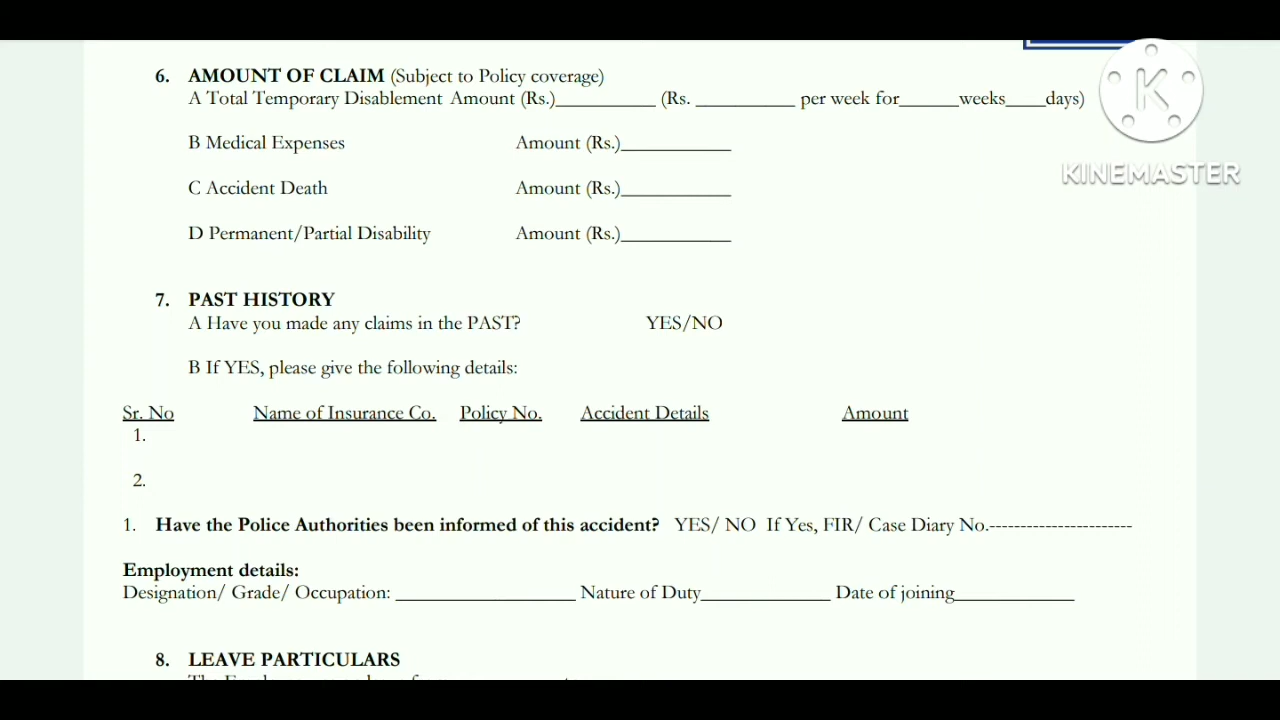 6. AMOUNT OF CLAIM (Subject to Policy coverage)
A Total Temporary Disablement Amount (Rs.)__________ (Rs. __________ per week for______weeks____days)
B Medical Expenses Amount (Rs.)___________
C Accident Death Amount (Rs.)___________
D Permanent/Partial Disability Amount (Rs.)___________
7. PAST HISTORY
A Have you made any claims in the PAST? YES/NO
B If YES, please give the following details:
Sr. No Name of Insurance Co. Policy No. Accident Details Amount
1.
2.
1. Have the Police Authorities been informed of this accident? YES/ NO If Yes, FIR/ Case Diary No.-----------------------
Employment details:
Designation/ Grade/ Occupation: __________________ Nature of Duty_____________ Date of joining____________
8. LEAVE PARTICULARS
K
KINEMASTER